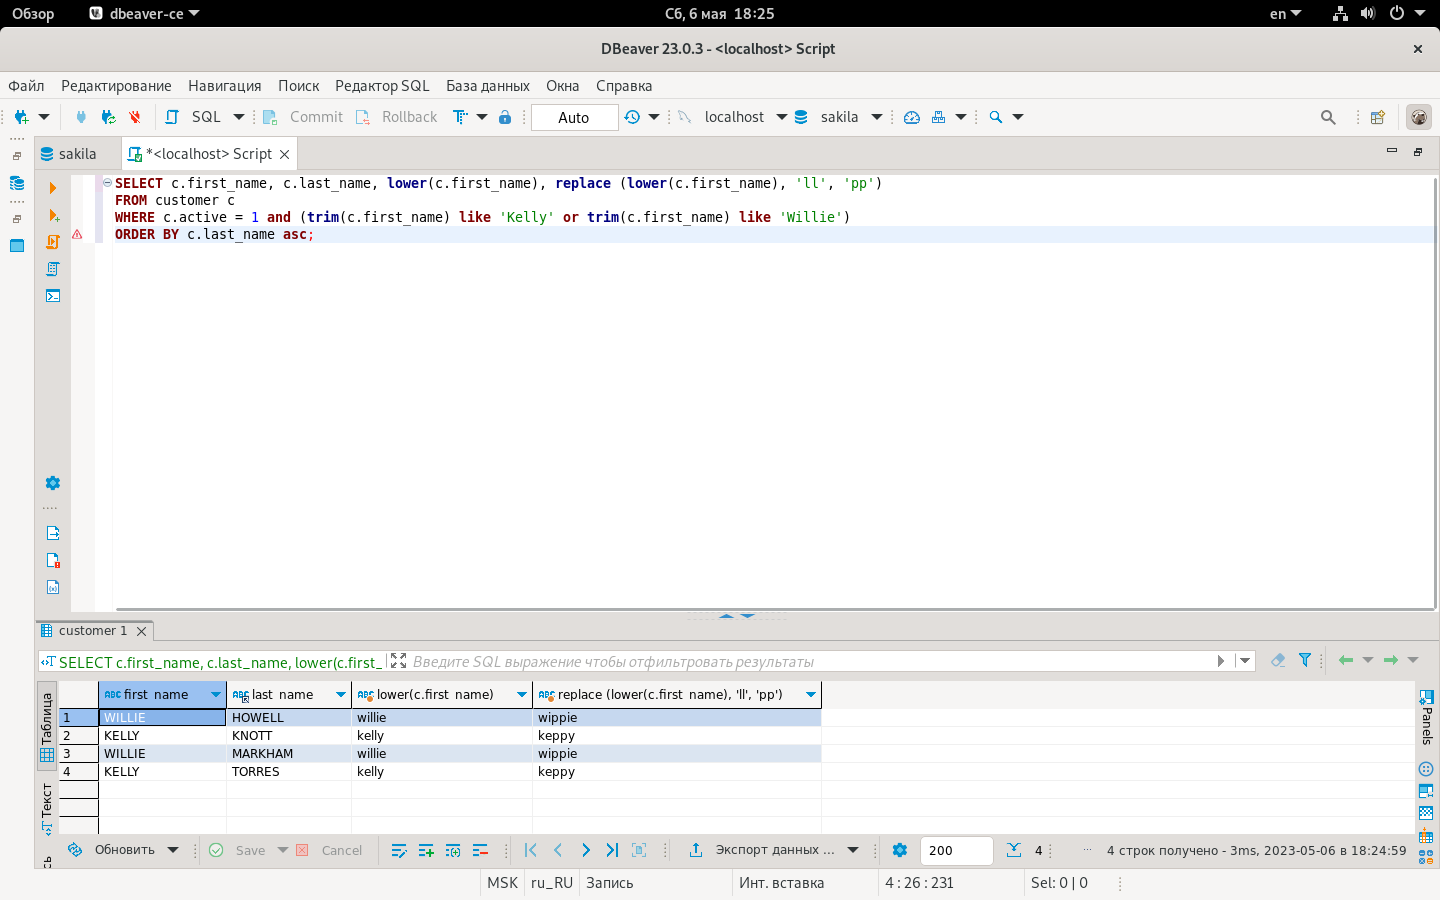 Обзор dbeaver-ce Сб, 6 мая 18:25 en
DBeaver 23.0.3 - <localhost> Script
Файл Редактирование Навигация Поиск Редактор SQL База данных Окна Справка
SQL Commit Rollback Auto localhost sakila
sakila *<localhost> Script
SELECT c.first_name, c.last_name, lower(c.first_name), replace (lower(c.first_name), 'll', 'pp')
FROM customer c
WHERE c.active = 1 and (trim(c.first_name) like 'Kelly' or trim(c.first_name) like 'Willie')
ORDER BY c.last_name asc;
customer 1
SELECT c.first_name, c.last_name, lower(c.first_ Введите SQL выражение чтобы отфильтровать результаты
Таблица
Текст
first_name last_name lower(c.first_name) replace (lower(c.first_name), 'll', 'pp')
1 WILLIE HOWELL willie wippie
2 KELLY KNOTT kelly keppy
3 WILLIE MARKHAM willie wippie
4 KELLY TORRES kelly keppy
Panels
Обновить Save Cancel Экспорт данных ... 200 4 4 строк получено - 3ms, 2023-05-06 в 18:24:59
MSK ru_RU Запись Инт. вставка 4 : 26 : 231 Sel: 0 | 0